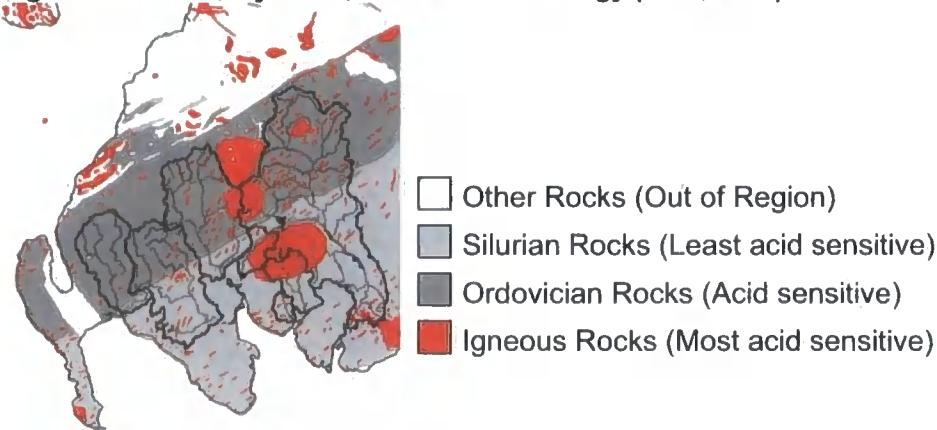 Other Rocks (Out of Region)
Silurian Rocks (Least acid sensitive)
Ordovician Rocks (Acid sensitive)
Igneous Rocks (Most acid sensitive)